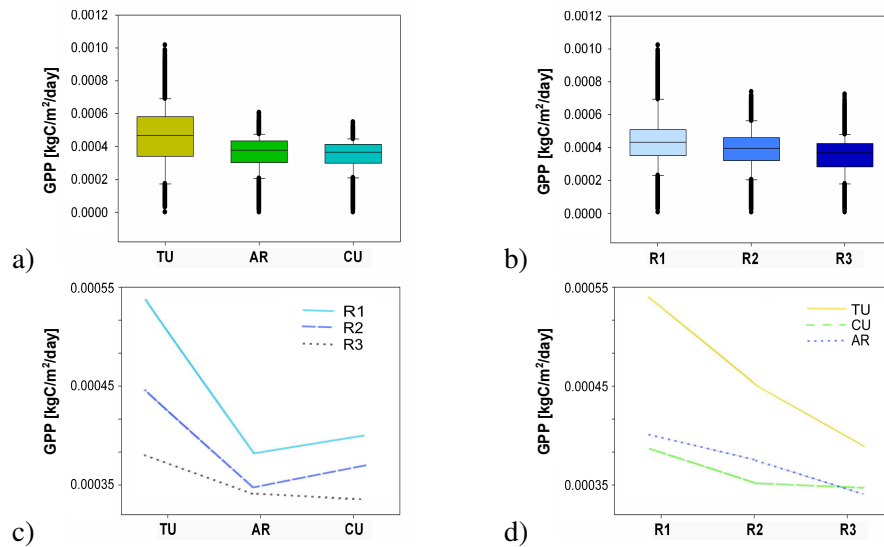 0.0012
0.0010
0.0008
0.0006
0.0004
0.0002
0.0000
GPP [kgC/m²/day]
TU AR CU
a)
0.0012
0.0010
0.0008
0.0006
0.0004
0.0002
0.0000
GPP [kgC/m²/day]
R1 R2 R3
b)
0.00055
0.00045
0.00035
GPP [kgC/m²/day]
R1
R2
R3
TU AR CU
c)
0.00055
0.00045
0.00035
GPP [kgC/m²/day]
TU
CU
AR
R1 R2 R3
d)